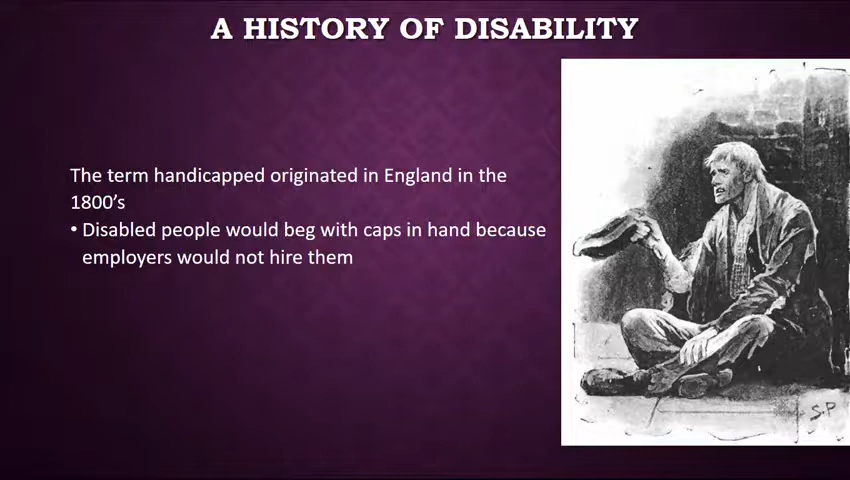 A HISTORY OF DISABILITY
The term handicapped originated in England in the
1800’s
• Disabled people would beg with caps in hand because
employers would not hire them
S.P